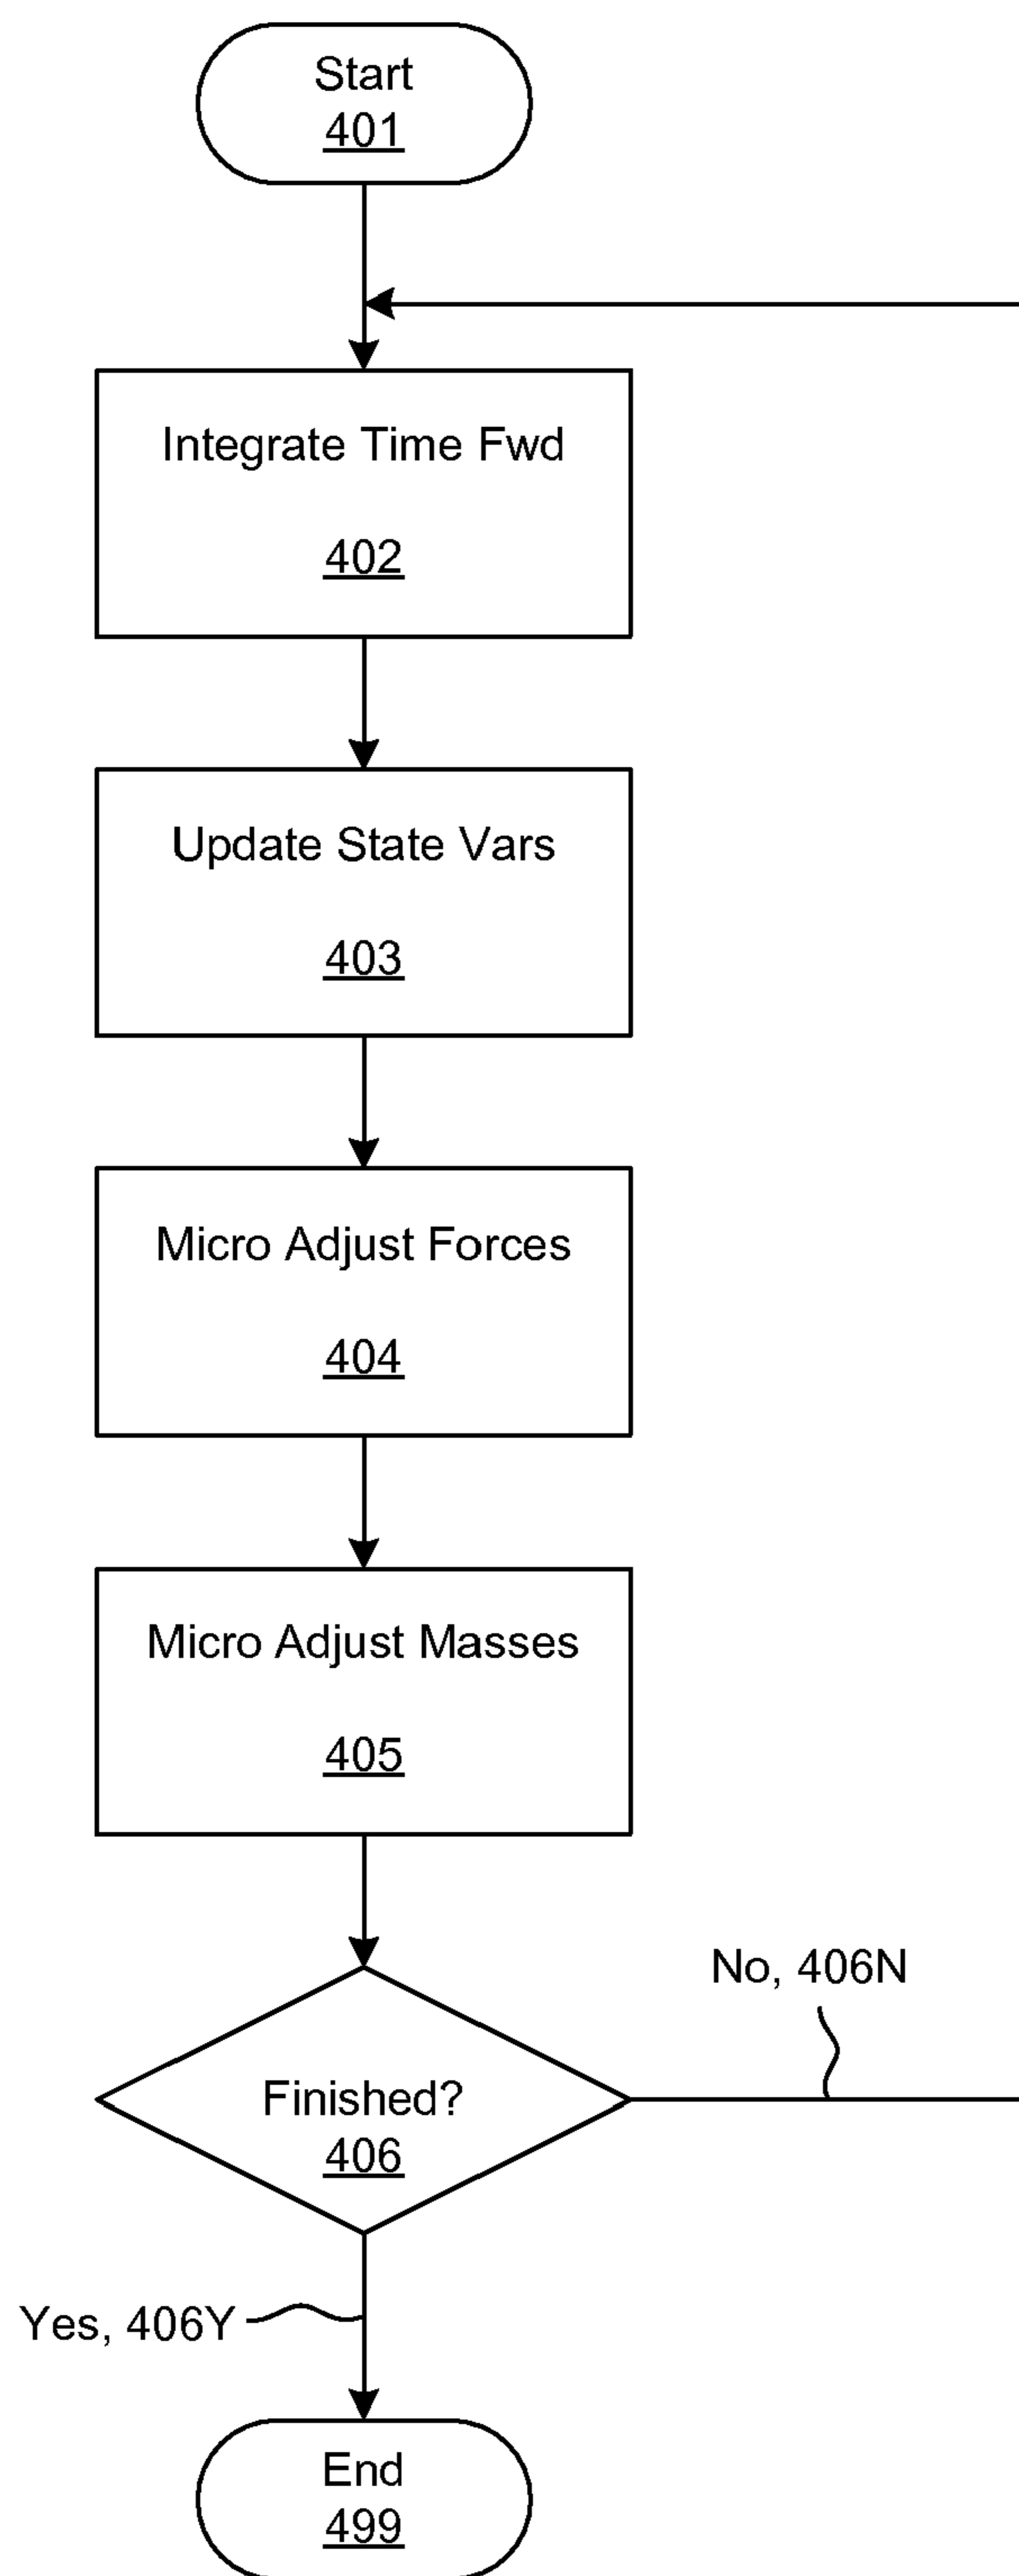 Start
401
Integrate Time Fwd
402
Update State Vars
403
Micro Adjust Forces
404
Micro Adjust Masses
405
No, 406N
Finished?
406
Yes, 406Y
End
499